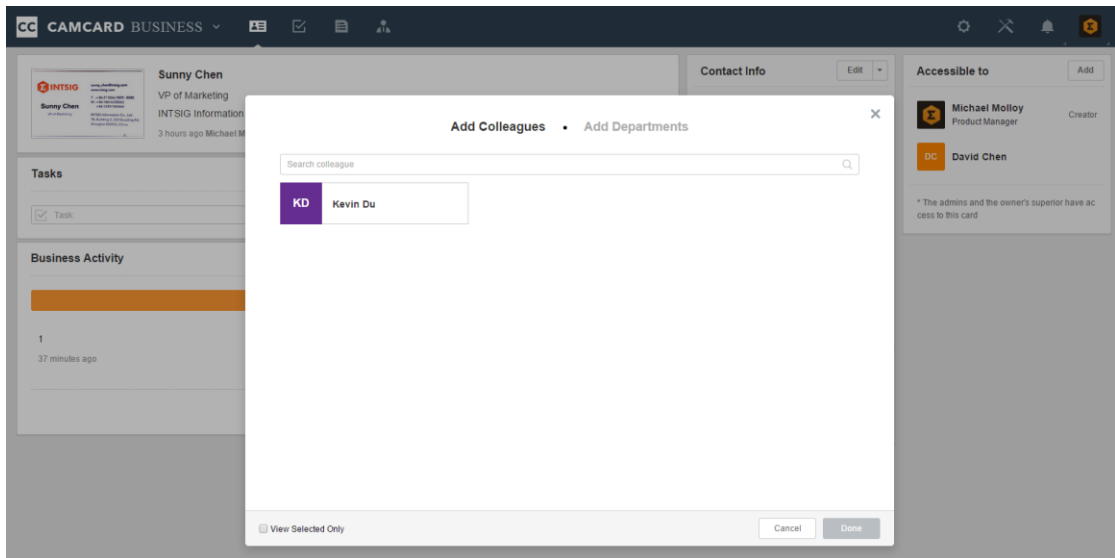 CC CAMCARD BUSINESS
INTSIG
Sunny Chen
Sunny Chen
VP of Marketing
INTSIG Information
3 hours ago Michael M
Tasks
Task
Business Activity
1
37 minutes ago
Add Colleagues • Add Departments
Search colleague
KD Kevin Du
View Selected Only
Cancel Done
Contact Info Edit
Accessible to Add
Michael Molloy
Product Manager
Creator
DC David Chen
* The admins and the owner's superior have ac
cess to this card